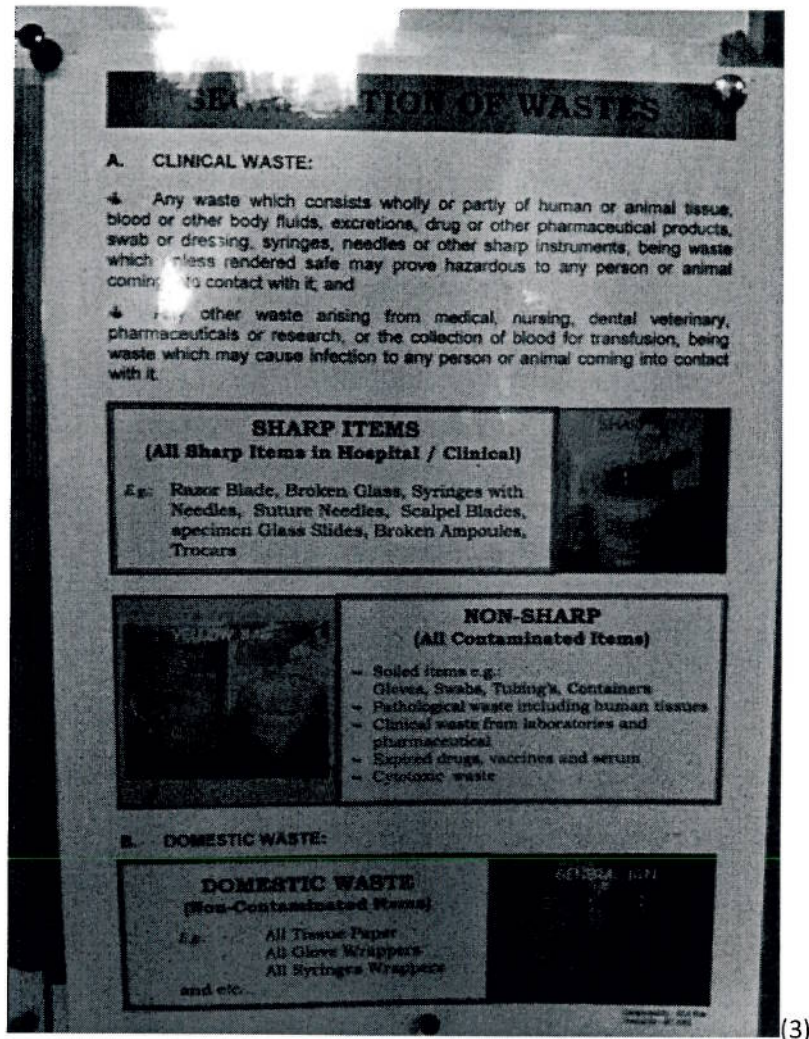 OF WASTES
A. CLINICAL WASTE:
Any waste which consists wholly or partly of human or animal tissue,
blood or other body fluids, excretions, drug or other pharmaceutical products,
swab or dressing, syringes, needles or other sharp instruments, being waste
which rendered safe may prove hazardous to any person or animal
to contact with it, and
other waste arising from medical, nursing, dental veterinary,
pharmaceuticals or research, or the collection of blood for transfusion, being
waste which may cause infection to any person or animal coming into contact
with it.
SHARP ITEMS
(All Sharp Items in Hospital / Clinical)
E.g.: Razor Blade, Broken Glass, Syringes with
Needles, Suture Needles, Scalpel Blades,
specimen Glass Slides, Broken Ampoules,
Trocars
NON-SHARP
(All Contaminated Items)
- Soiled items e.g.:
Gloves, Swabs, Tubing's, Containers
- Pathological waste including human tissues
- Clinical waste from laboratories and
pharmaceutical
- Expired drugs, vaccines and serum
- Cytotoxic waste
B. DOMESTIC WASTE:
DOMESTIC WASTE
(Non-Contaminated Items)
E.g. All Tissue Paper
All Glove Wrappers
All Syringes Wrappers
and etc...
(3)